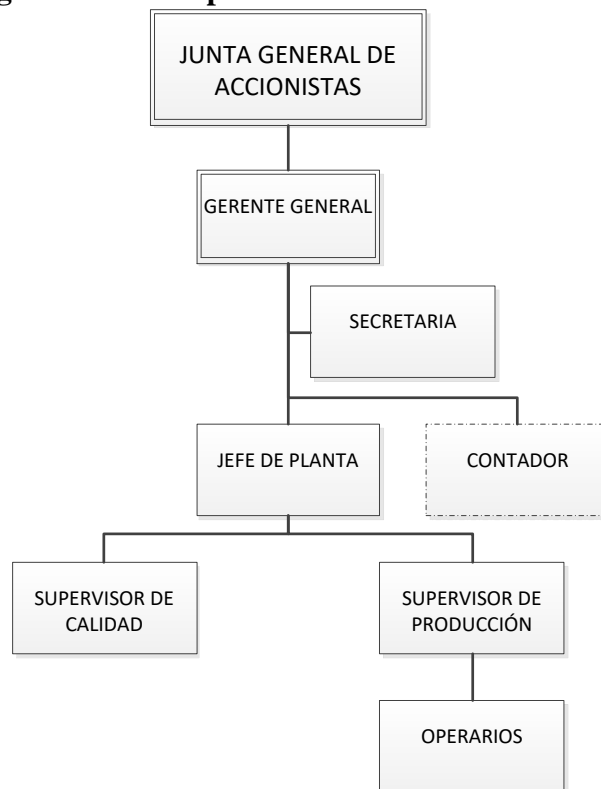 JUNTA GENERAL DE
ACCIONISTAS
GERENTE GENERAL
SECRETARIA
JEFE DE PLANTA
CONTADOR
SUPERVISOR DE
CALIDAD
SUPERVISOR DE
PRODUCCIÓN
OPERARIOS